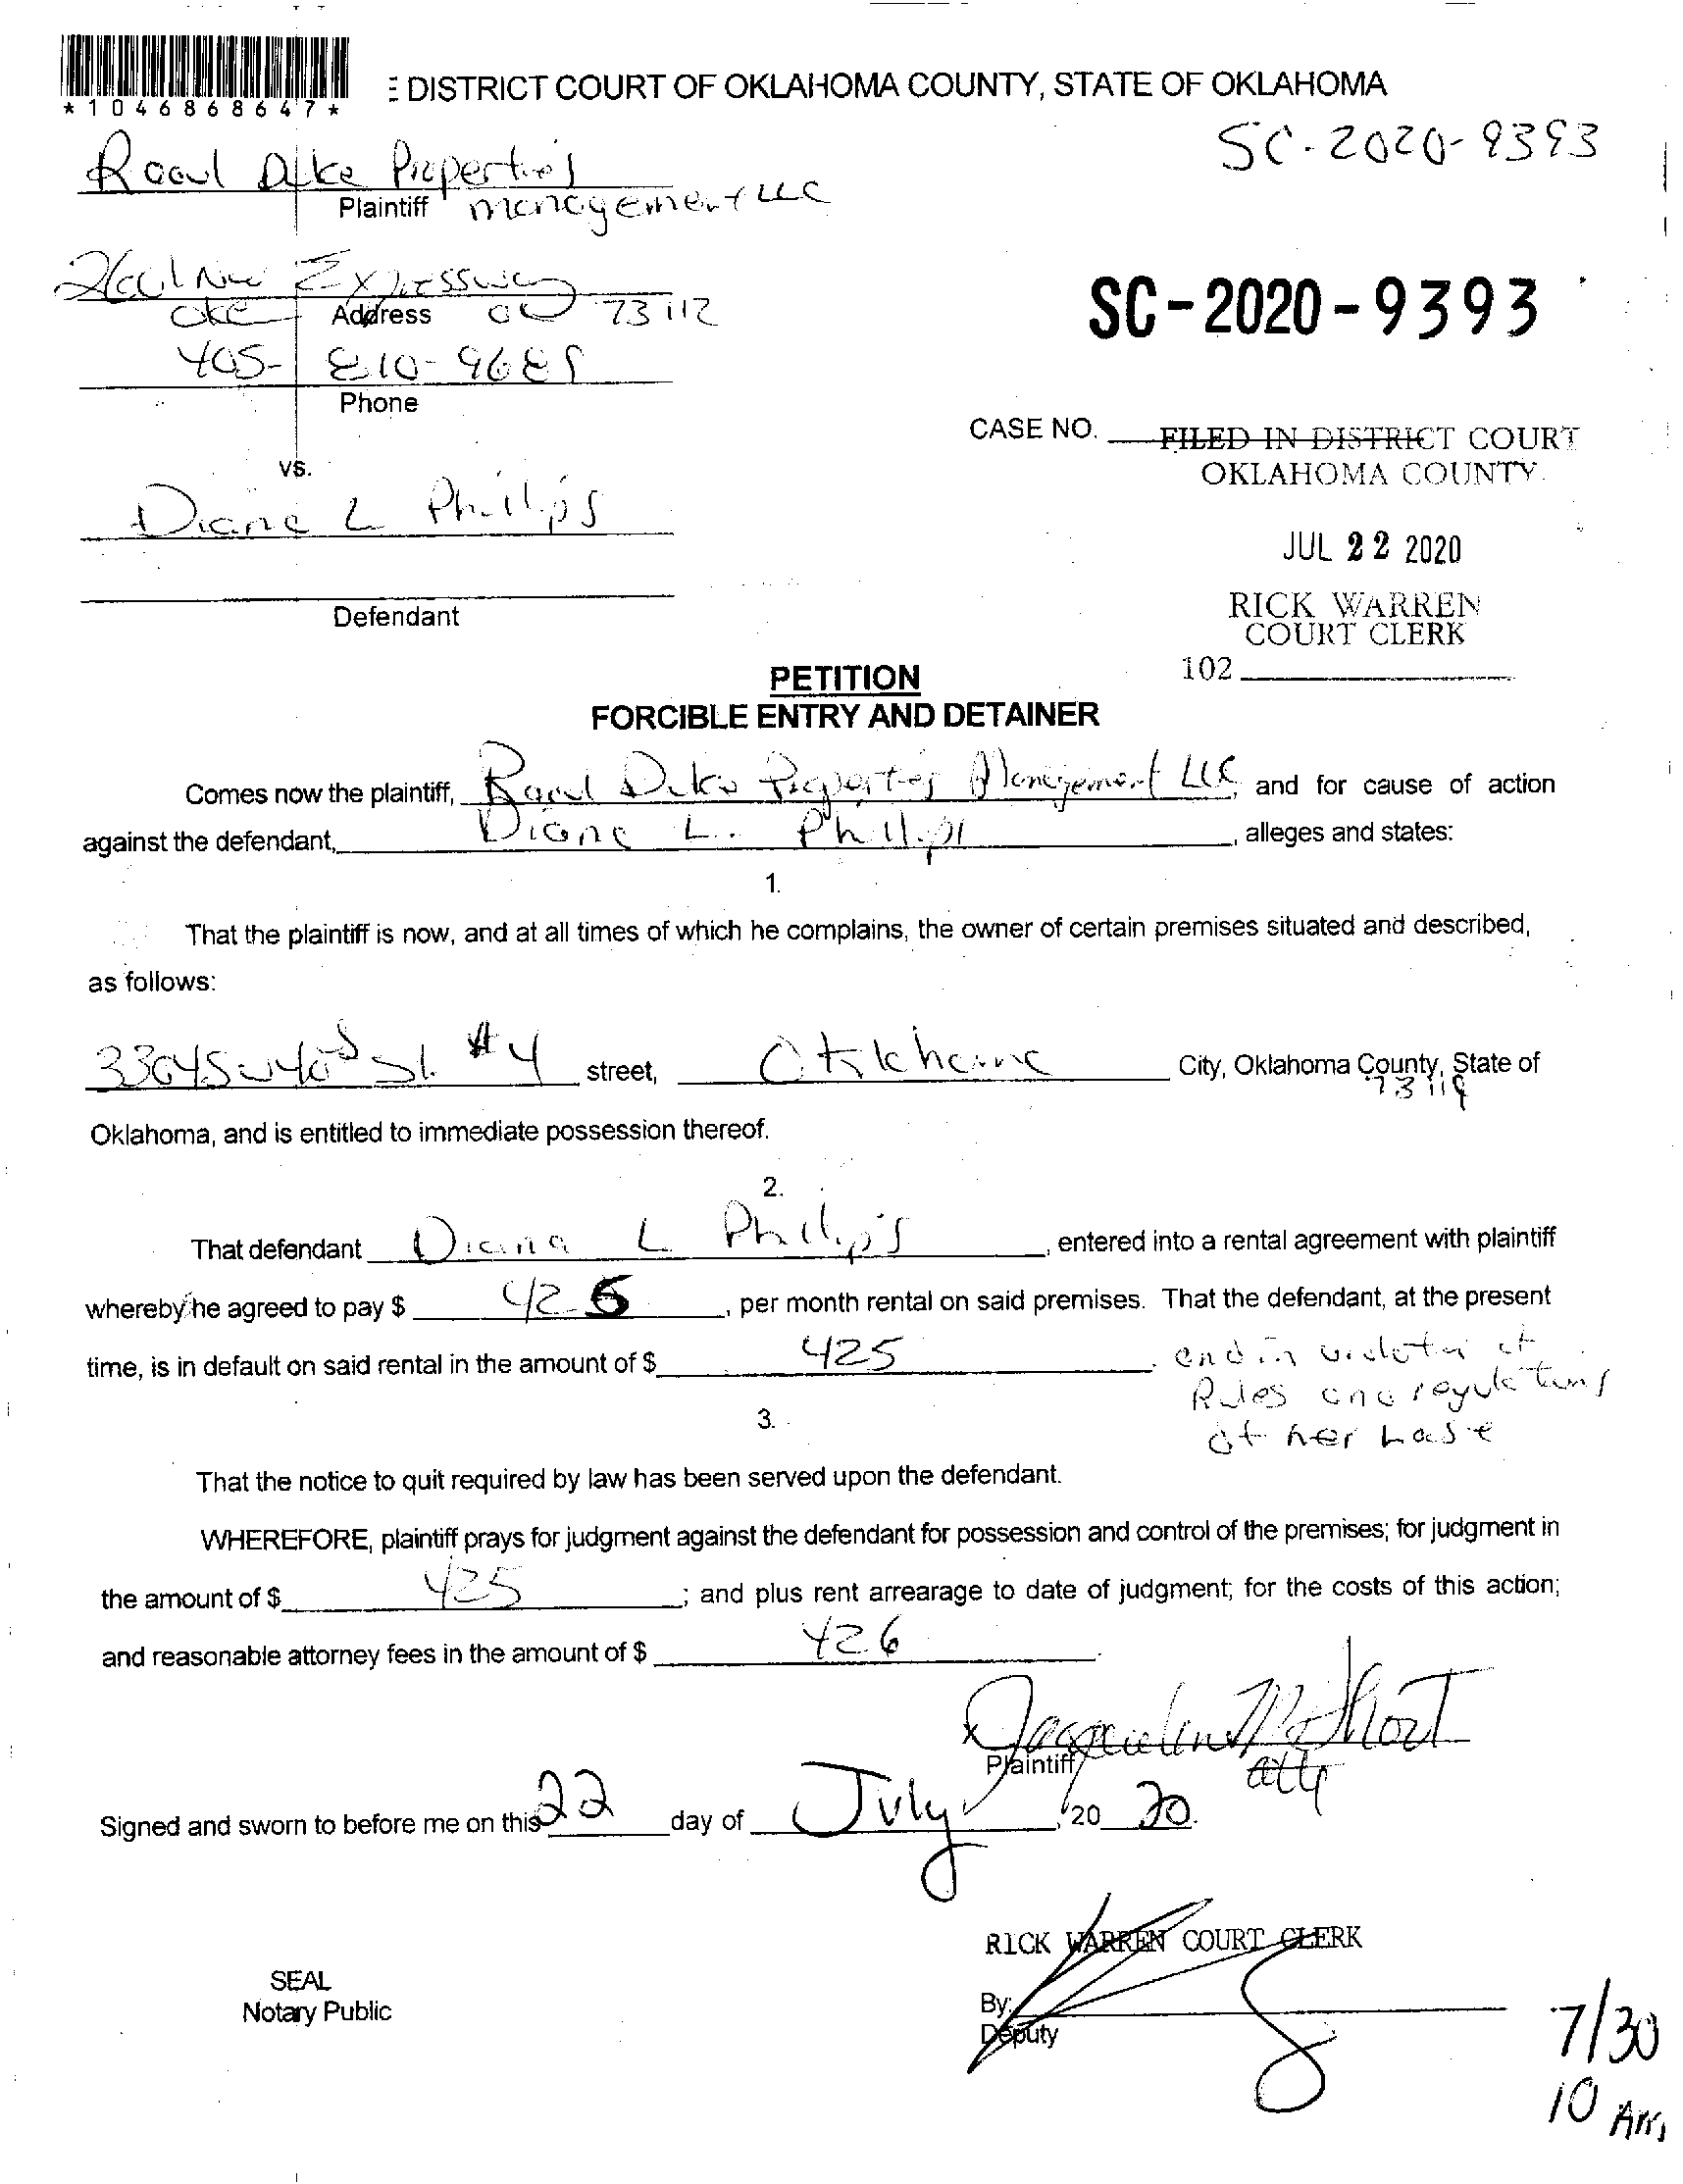 *1046868647*
E DISTRICT COURT OF OKLAHOMA COUNTY, STATE OF OKLAHOMA
SC-2020-9393
Raoul Duke Properties
Plaintiff management LLC
Expressway
OKC Address OK 73112
405-810-9689
Phone
SC-2020-9393
CASE NO.
FILED IN DISTRICT COURT
OKLAHOMA COUNTY
vs.
Diane L Phillips
JUL 22 2020
Defendant
RICK WARREN
COURT CLERK
102
PETITION
FORCIBLE ENTRY AND DETAINER
Comes now the plaintiff, Raoul Duke Properties Management LLC, and for cause of action
against the defendant, Diane L. Phillips, alleges and states:
1.
That the plaintiff is now, and at all times of which he complains, the owner of certain premises situated and described,
as follows:
3304 SW 40th St. #4 street, Oklahoma City, Oklahoma County, State of
73119
Oklahoma, and is entitled to immediate possession thereof.
2.
That defendant Diana L Phillips, entered into a rental agreement with plaintiff
whereby he agreed to pay $ 425, per month rental on said premises. That the defendant, at the present
time, is in default on said rental in the amount of $ 425. and in violation of
Rules and regulations
of her lease
3.
That the notice to quit required by law has been served upon the defendant.
WHEREFORE, plaintiff prays for judgment against the defendant for possession and control of the premises; for judgment in
the amount of $ 425; and plus rent arrearage to date of judgment; for the costs of this action;
and reasonable attorney fees in the amount of $ 426.
x Jacquelin M Short
Plaintiff atty
Signed and sworn to before me on this 22 day of July, 20 20.
RICK WARREN COURT CLERK
SEAL
Notary Public
By:
Deputy
7/30
10 Am